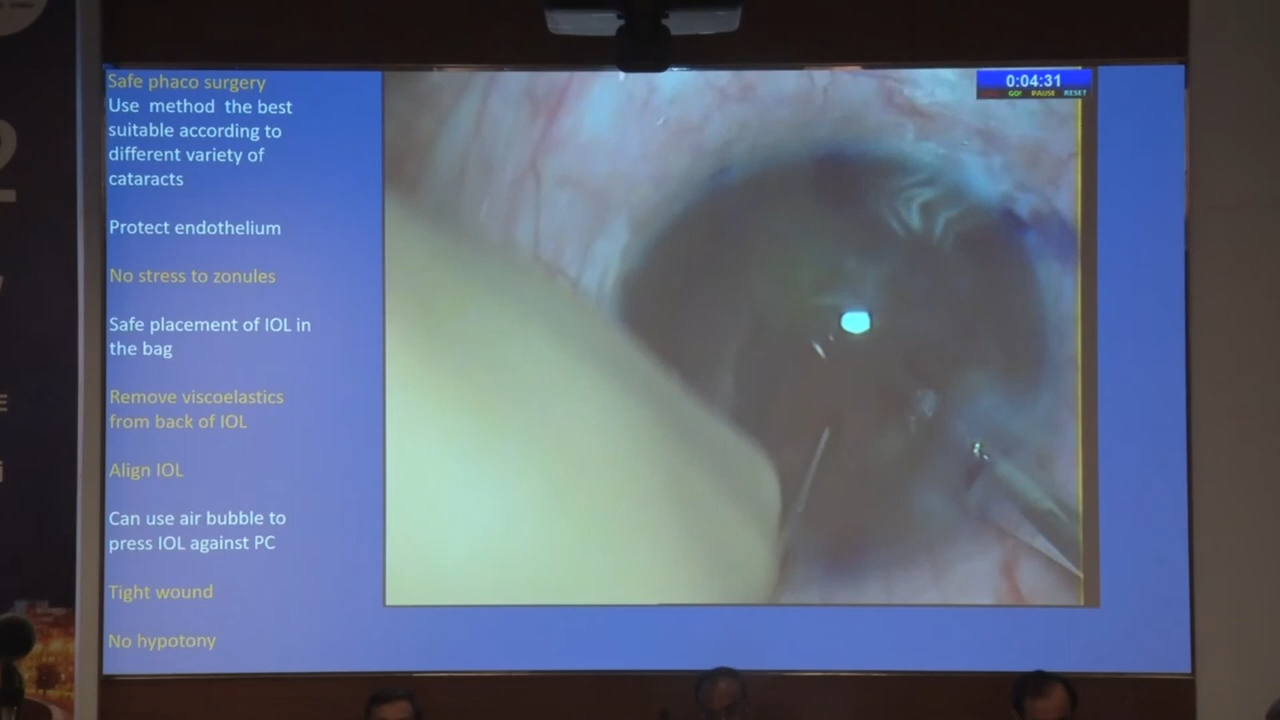 Safe phaco surgery
Use method the best
suitable according to
different variety of
cataracts
Protect endothelium
No stress to zonules
Safe placement of IOL in
the bag
Remove viscoelastics
from back of IOL
Align IOL
Can use air bubble to
press IOL against PC
Tight wound
No hypotony
0:04:31
GO! PAUSE RESET